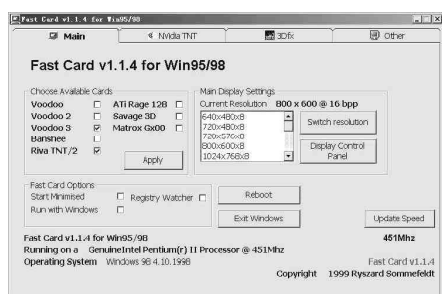 Fast Card v1.1.4 for Win95/98
Main
NVidia TNT
3Dfx
Other
Fast Card v1.1.4 for Win95/98
Choose Available Cards
Voodoo
Voodoo 2
Voodoo 3
Banshee
Riva TNT/2
ATi Rage 128
Savage 3D
Matrox Gx00
Apply
Main Display Settings
Current Resolution 800 x 600 @ 16 bpp
640x480x8
720x480x8
720x576x8
800x600x8
1024x768x8
Switch resolution
Display Control
Panel
Fast Card Options
Start Minimised
Registry Watcher
Run with Windows
Reboot
Exit Windows
Update Speed
Fast Card v1.1.4 for Win95/98
451Mhz
Running on a GenuineIntel Pentium(r) II Processor @ 451Mhz
Operating System Windows 98 4.10.1998
Fast Card v1.1.4
Copyright 1999 Ryszard Sommefeldt